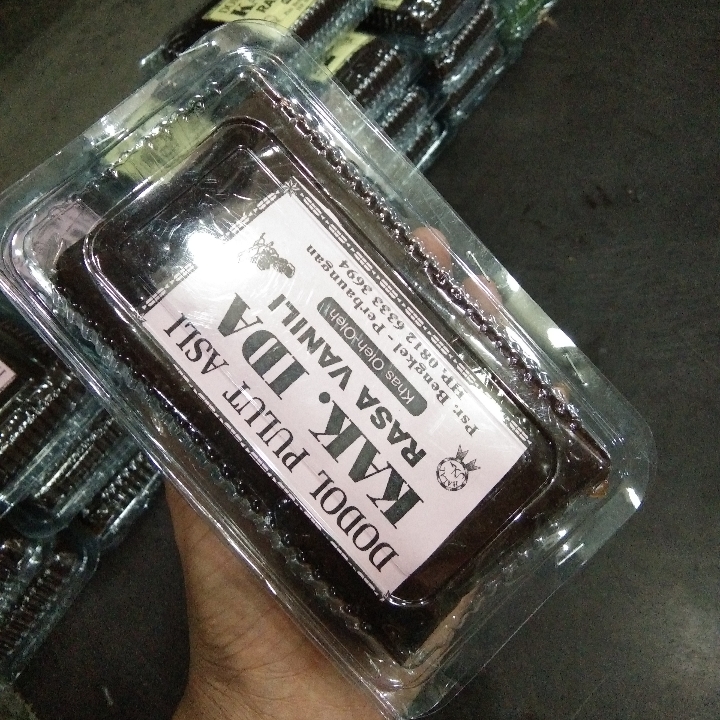 DODOL PULUT ASLI
KAK. IDA
RASA VANILI
Khas Oleh-Oleh
Psr. Bengkel - Perbaungan
HP. 0812 6333 3694